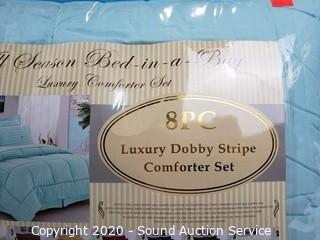 Season Bed-in-a-Bag
Luxury Comforter Set
8PC
Luxury Dobby Stripe
Comforter Set
Copyright 2020 - Sound Auction Service